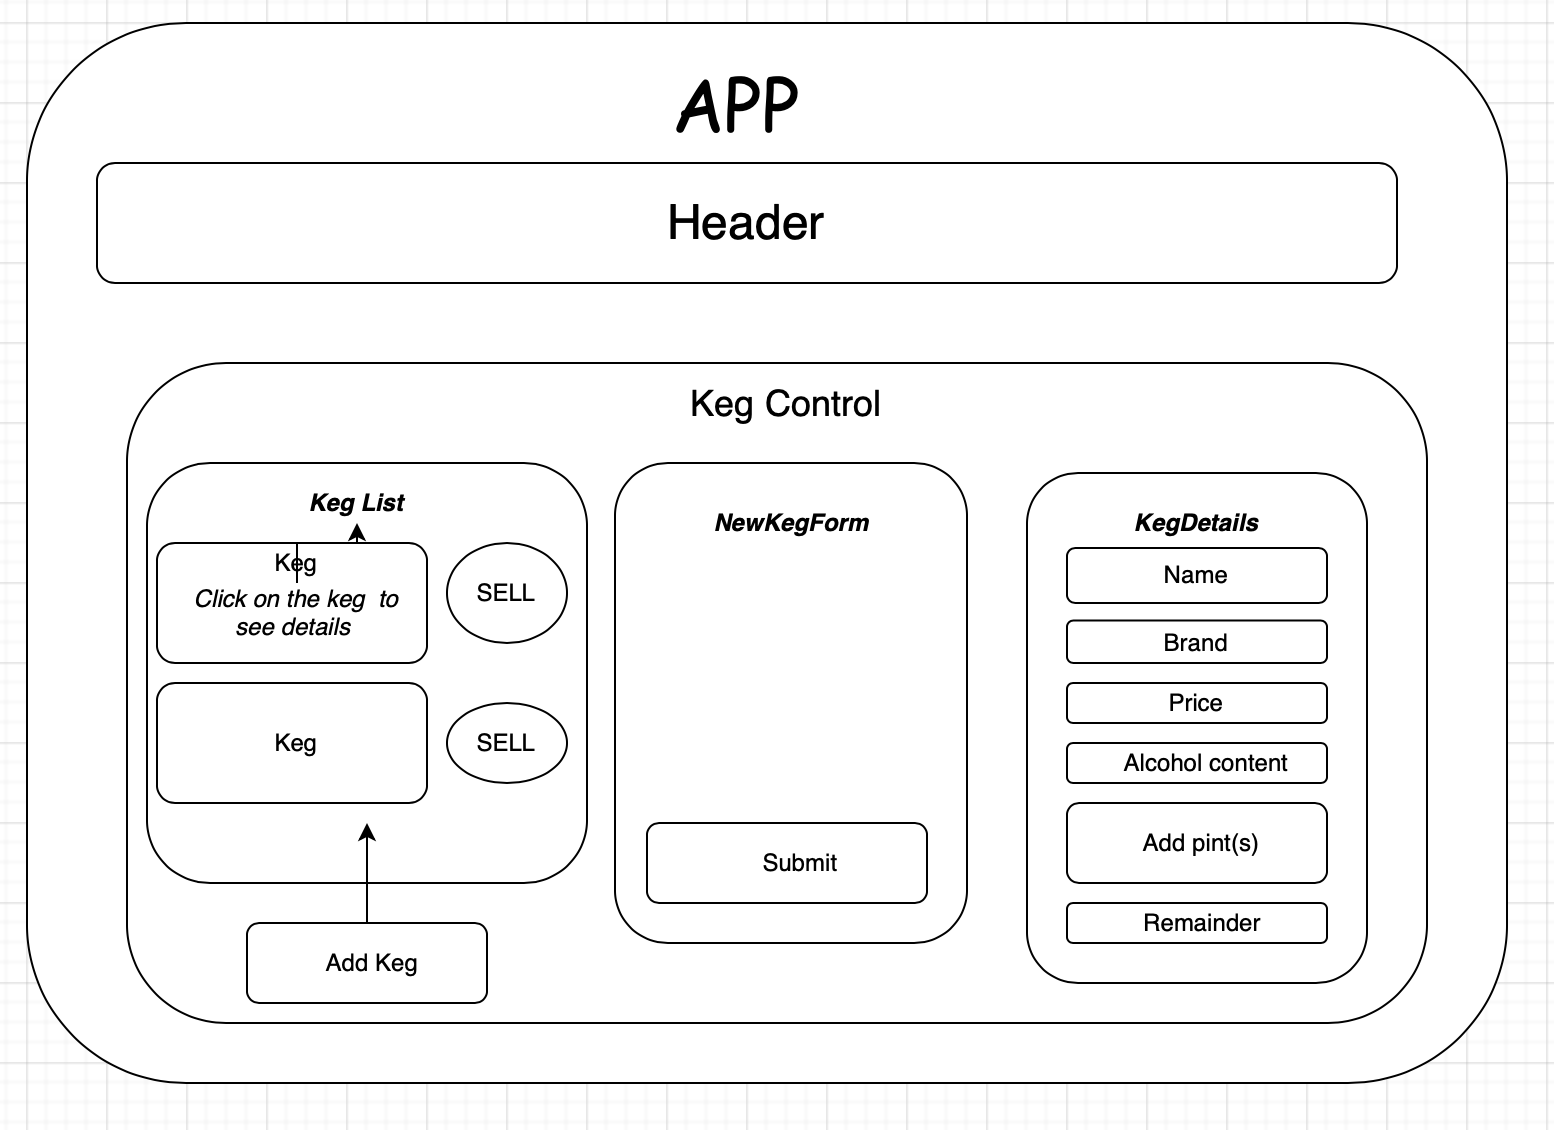 APP
Header
Keg Control
Keg List
Keg
Click on the keg to
see details
SELL
Keg
SELL
Add Keg
NewKegForm
Submit
KegDetails
Name
Brand
Price
Alcohol content
Add pint(s)
Remainder